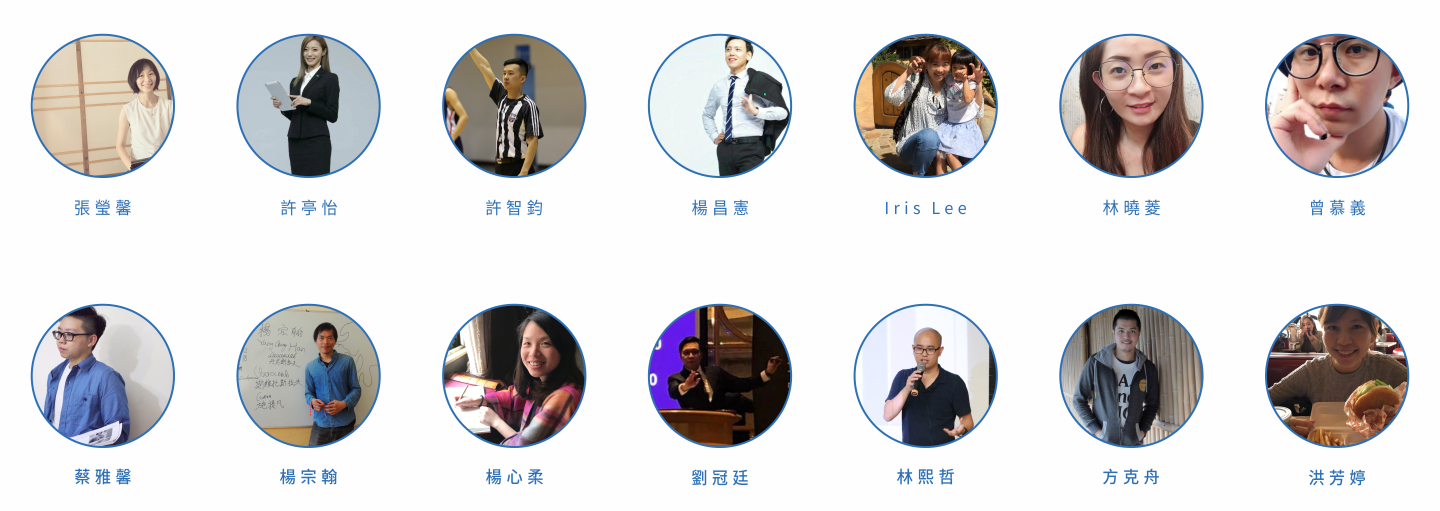 張瑩馨
許亭怡
許智鈞
楊昌憲
Iris Lee
林曉菱
曾慕義
蔡雅馨
楊宗翰
楊心柔
劉冠廷
林熙哲
方克舟
洪芳婷